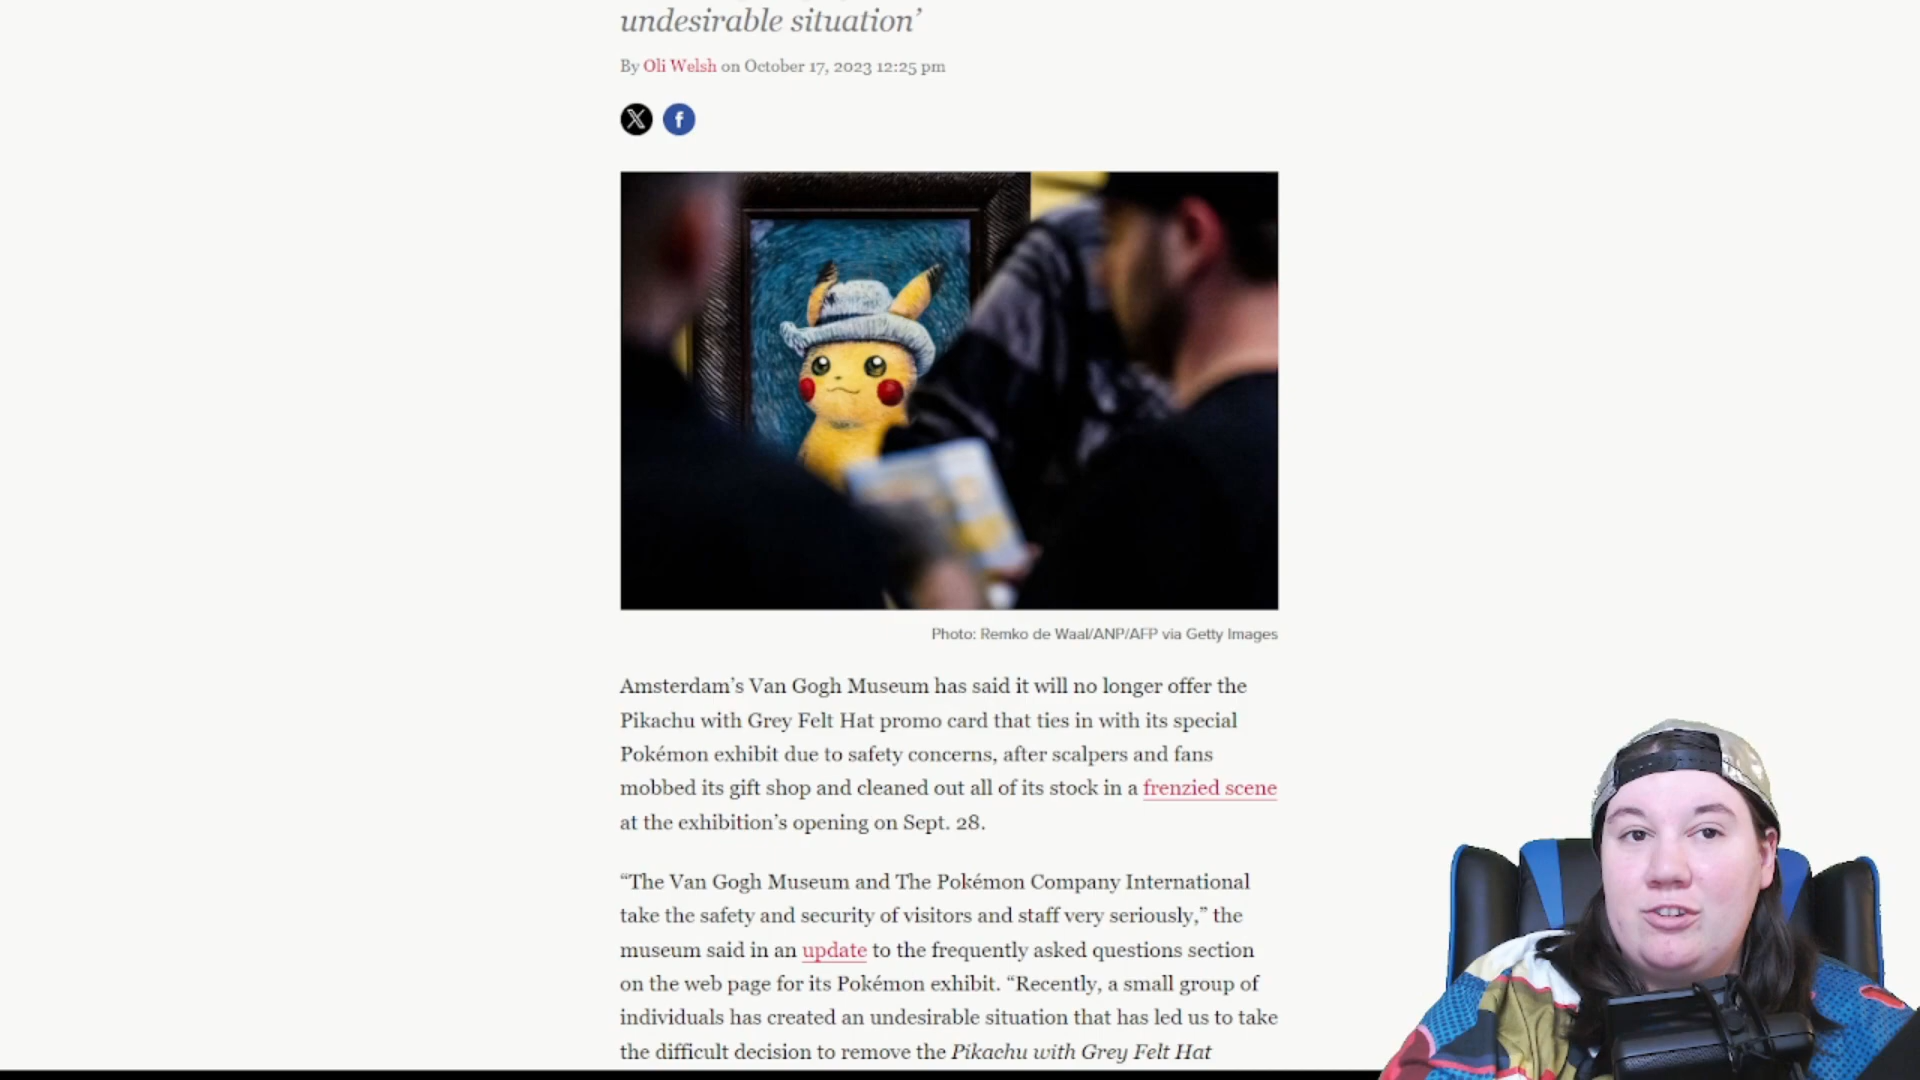 undesirable situation’
By Oli Welsh on October 17, 2023 12:25 pm
Photo: Remko de Waal/ANP/AFP via Getty Images
Amsterdam’s Van Gogh Museum has said it will no longer offer the
Pikachu with Grey Felt Hat promo card that ties in with its special
Pokémon exhibit due to safety concerns, after scalpers and fans
mobbed its gift shop and cleaned out all of its stock in a frenzied scene
at the exhibition’s opening on Sept. 28.
“The Van Gogh Museum and The Pokémon Company International
take the safety and security of visitors and staff very seriously,” the
museum said in an update to the frequently asked questions section
on the web page for its Pokémon exhibit. “Recently, a small group of
individuals has created an undesirable situation that has led us to take
the difficult decision to remove the Pikachu with Grey Felt Hat